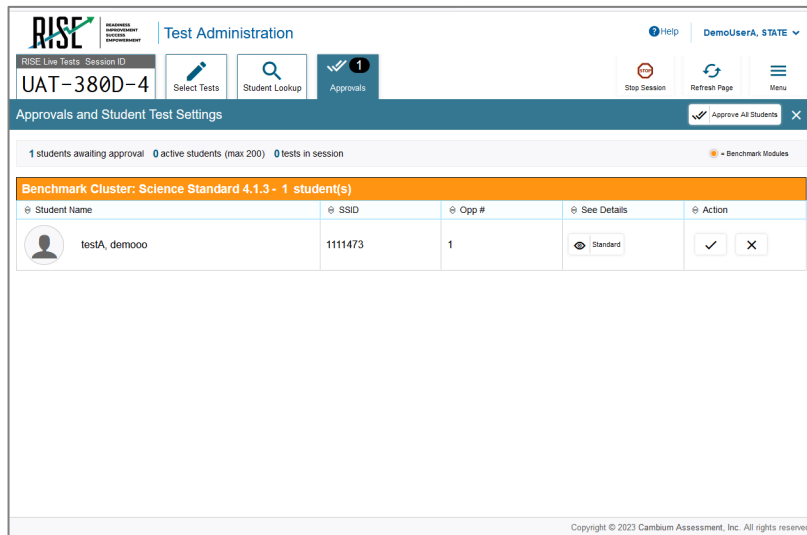 RISE
READINESS
IMPROVEMENT
SUCCESS
EMPOWERMENT
Test Administration
Help
DemoUserA, STATE
RISE Live Tests Session ID
UAT-380D-4
Select Tests
Student Lookup
1
Approvals
STOP
Stop Session
Refresh Page
Menu
Approvals and Student Test Settings
Approve All Students
1 students awaiting approval 0 active students (max 200) 0 tests in session
= Benchmark Modules
Benchmark Cluster: Science Standard 4.1.3 - 1 student(s)
Student Name SSID Opp # See Details Action
testA, demooo 1111473 1 Standard
Copyright © 2023 Cambium Assessment, Inc. All rights reserved